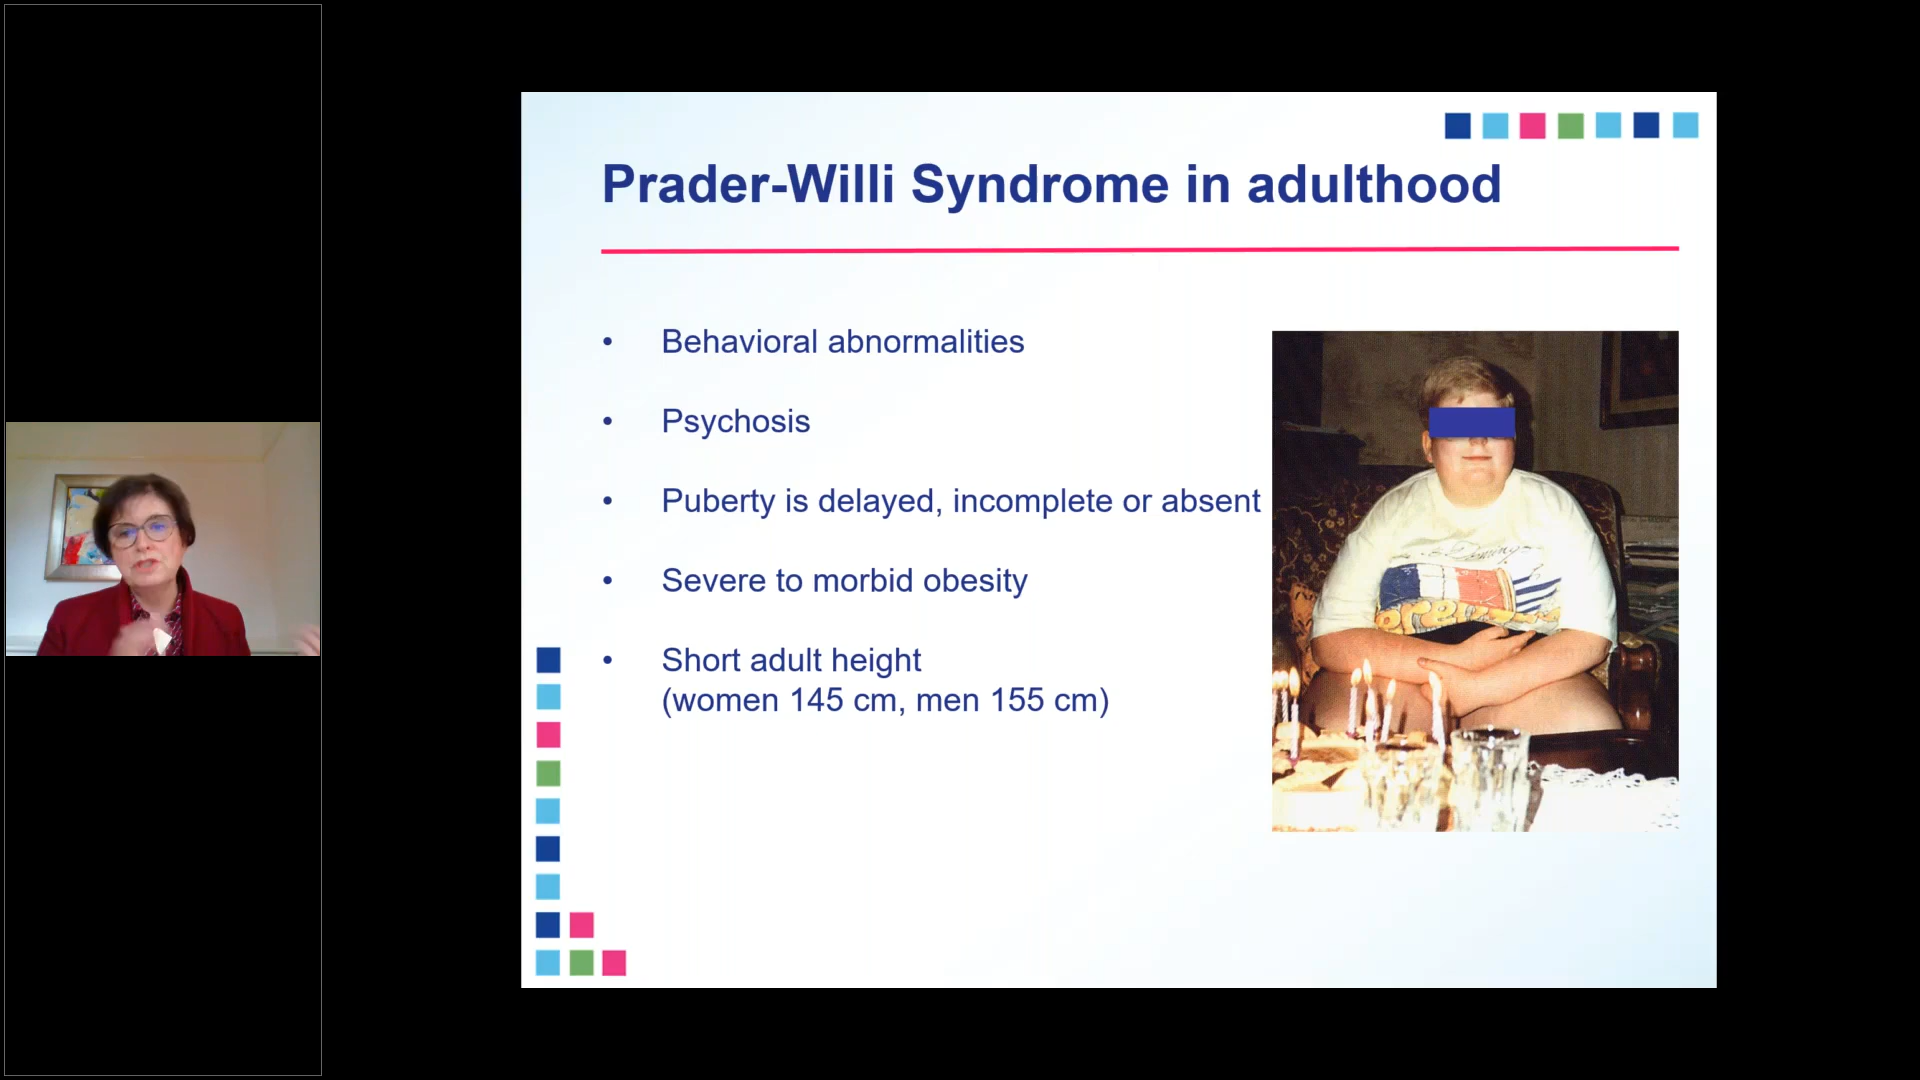 Prader-Willi Syndrome in adulthood
• Behavioral abnormalities
• Psychosis
• Puberty is delayed, incomplete or absent
• Severe to morbid obesity
• Short adult height
(women 145 cm, men 155 cm)